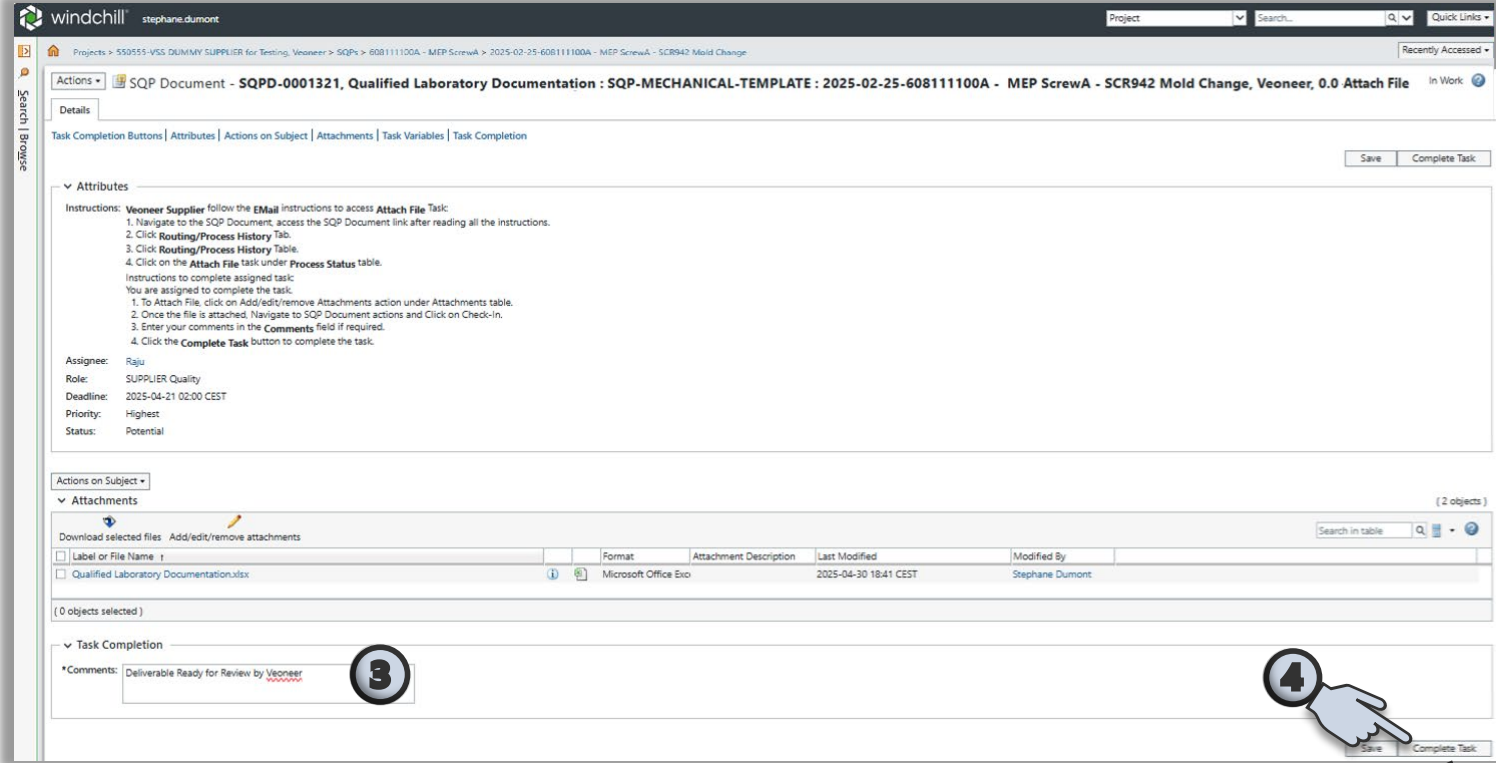 windchill® stephane.dumont Project Search... Quick Links
Projects > 550555-VSS DUMMY SUPPLIER for Testing, Veoneer > SQPs > 608111100A - MEP ScrewA > 2025-02-25-608111100A - MEP ScrewA - SCR942 Mold Change Recently Accessed
Search | Browse
Actions SQP Document - SQPD-0001321, Qualified Laboratory Documentation : SQP-MECHANICAL-TEMPLATE : 2025-02-25-608111100A - MEP ScrewA - SCR942 Mold Change, Veoneer, 0.0 Attach File In Work
Details
Task Completion Buttons | Attributes | Actions on Subject | Attachments | Task Variables | Task Completion
Save Complete Task
Attributes
Instructions: Veoneer Supplier follow the EMail instructions to access Attach File Task:
1. Navigate to the SQP Document, access the SQP Document link after reading all the instructions.
2. Click Routing/Process History Tab.
3. Click Routing/Process History Table.
4. Click on the Attach File task under Process Status table.
Instructions to complete assigned task:
You are assigned to complete the task.
1. To Attach File, click on Add/edit/remove Attachments action under Attachments table.
2. Once the file is attached, Navigate to SQP Document actions and Click on Check-In.
3. Enter your comments in the Comments field if required.
4. Click the Complete Task button to complete the task.
Assignee: Raju
Role: SUPPLIER Quality
Deadline: 2025-04-21 02:00 CEST
Priority: Highest
Status: Potential
Actions on Subject
Attachments (2 objects)
Download selected files Add/edit/remove attachments Search in table
Label or File Name ↑ Format Attachment Description Last Modified Modified By
Qualified Laboratory Documentation.xlsx Microsoft Office Exc 2025-04-30 18:41 CEST Stephane Dumont
(0 objects selected)
Task Completion
*Comments: Deliverable Ready for Review by Veoneer 3 4
Save Complete Task